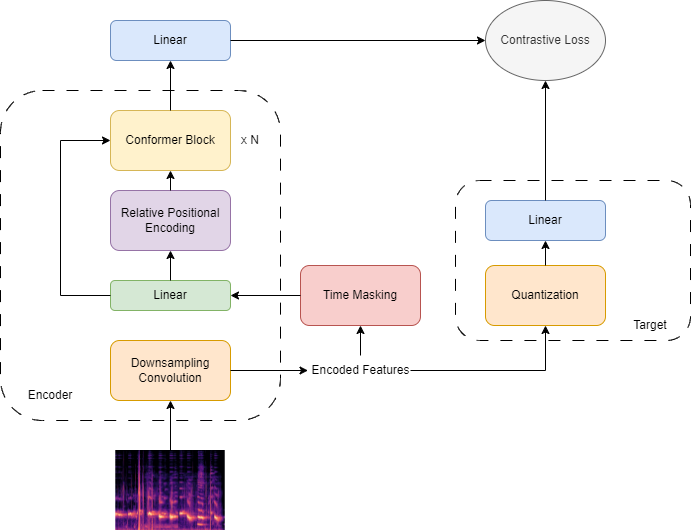 Linear
Contrastive Loss
Conformer Block
x N
Relative Positional
Encoding
Linear
Linear
Time Masking
Quantization
Target
Downsampling
Convolution
Encoded Features
Encoder